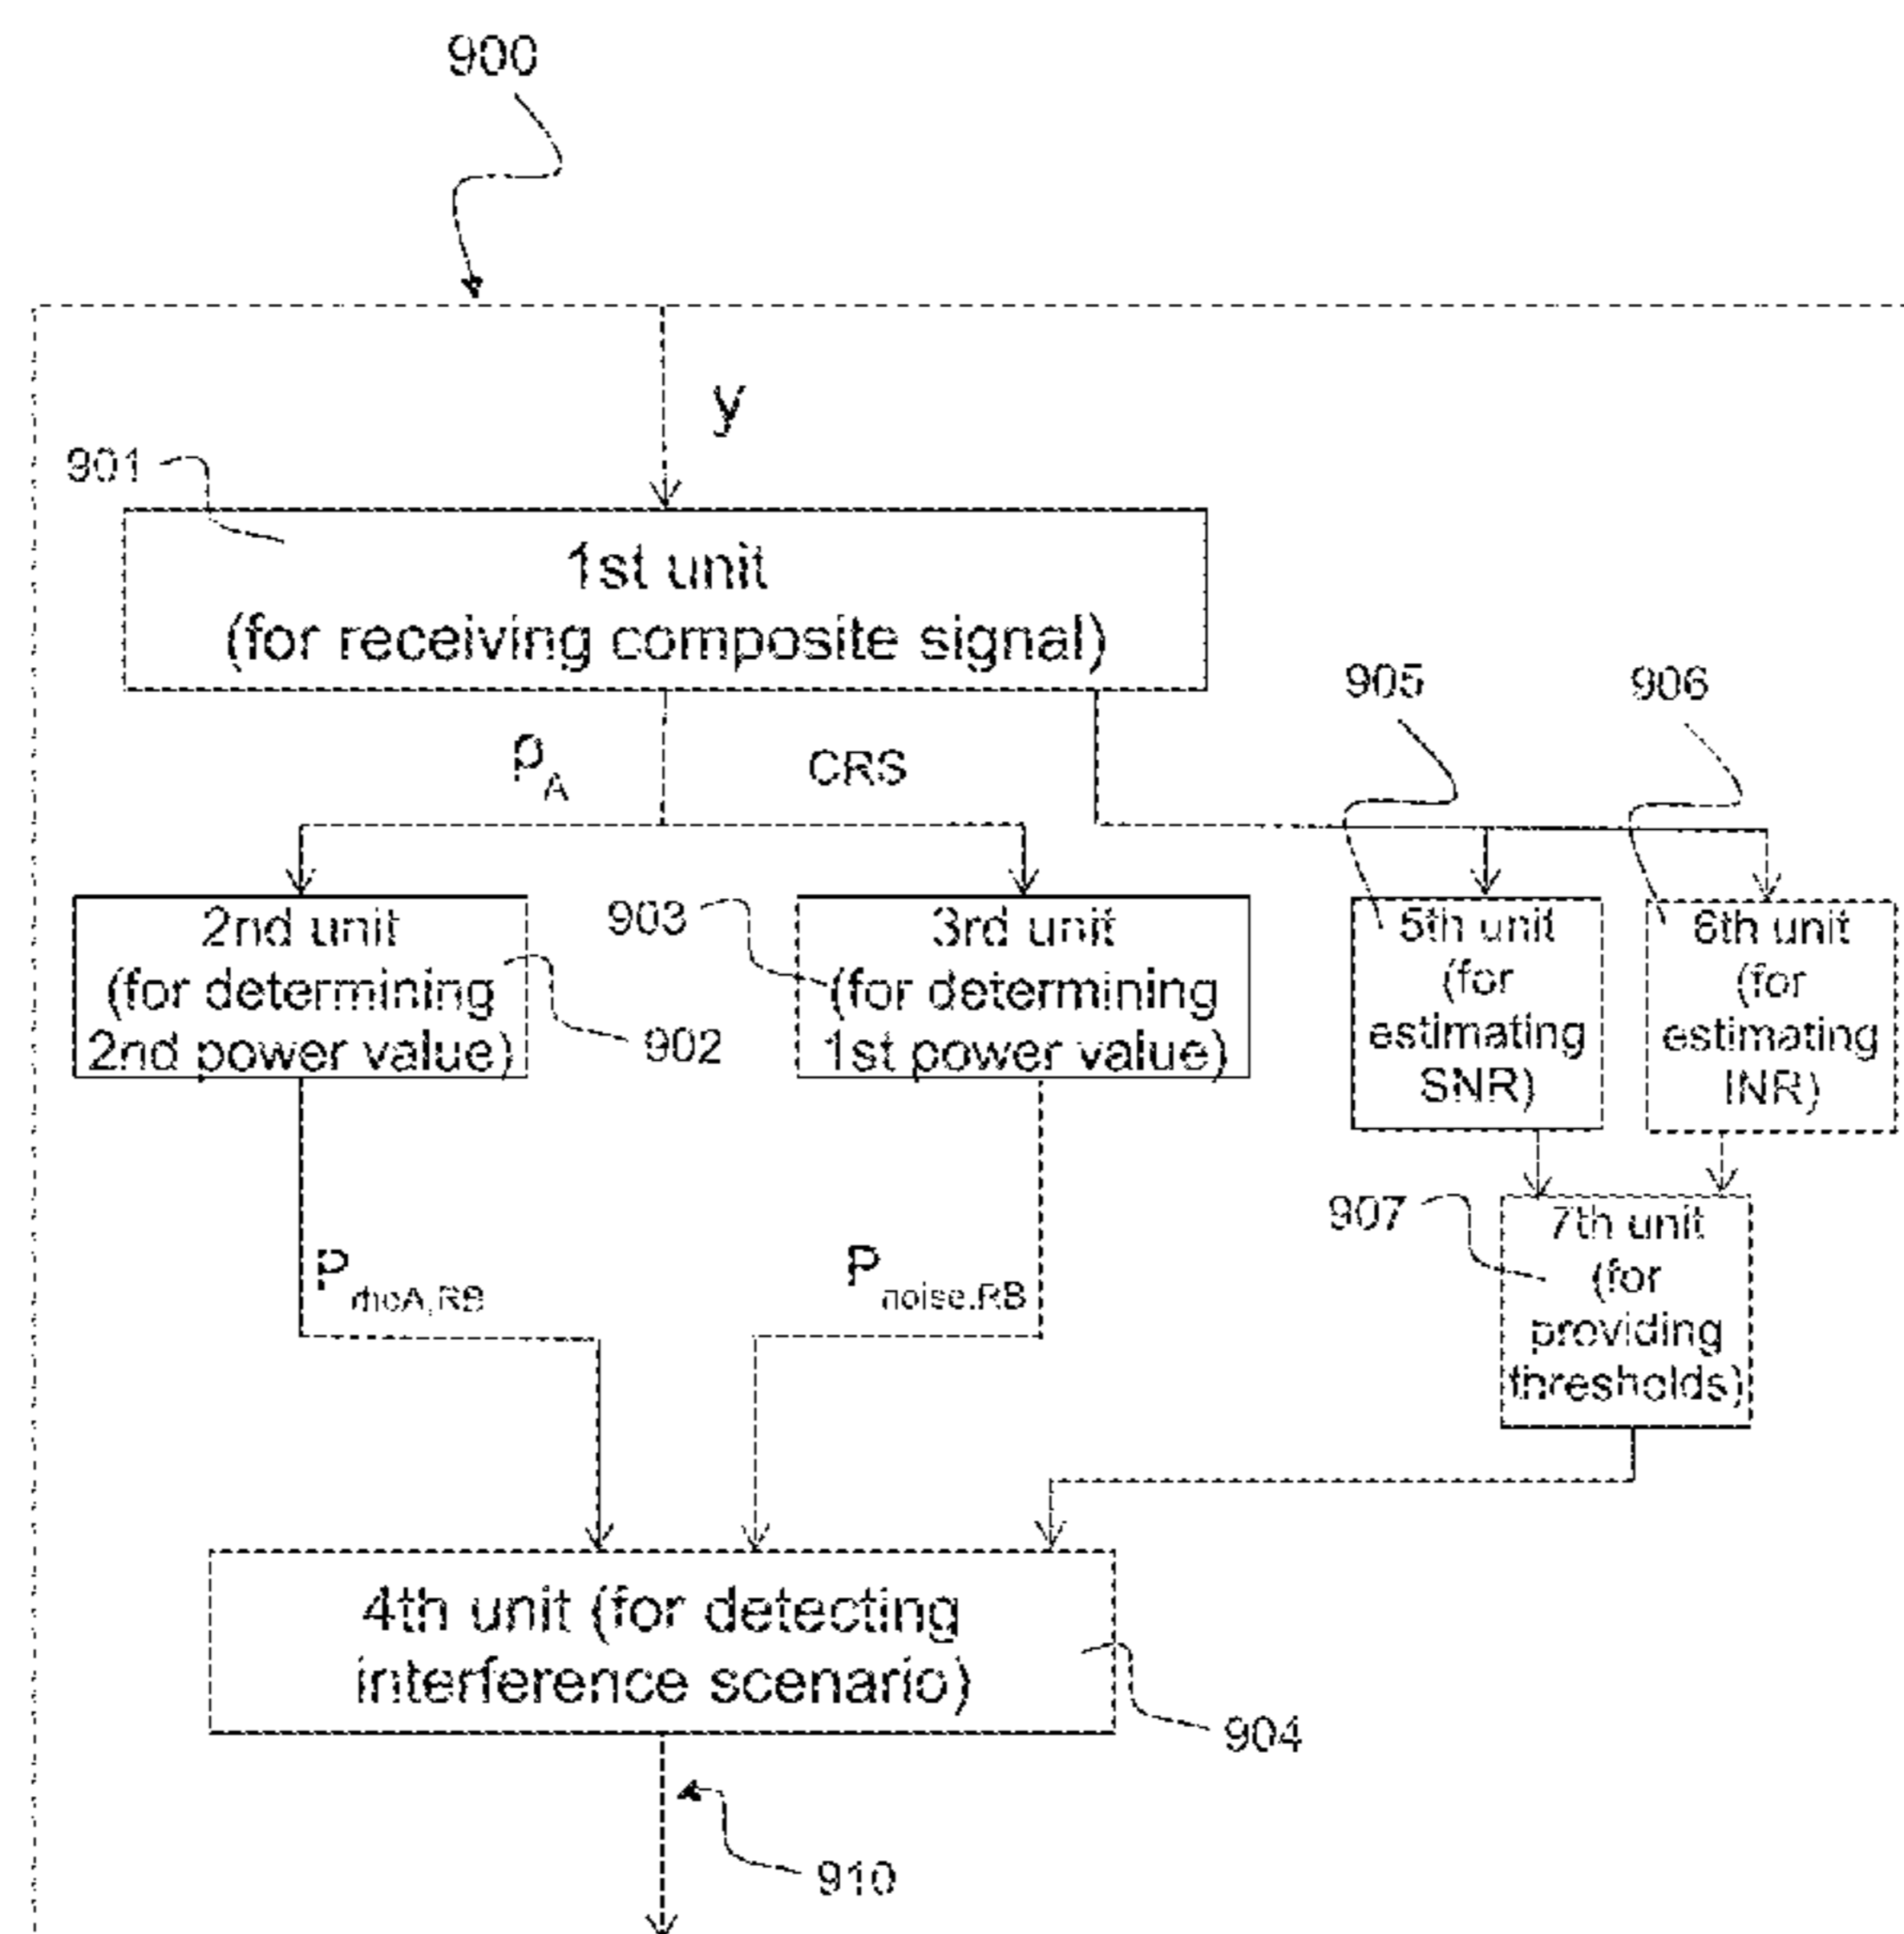 900
y
901
1st unit
(for receiving composite signal)
ρA
CRS
905
906
2nd unit
(for determining
2nd power value)
902
903
3rd unit
(for determining
1st power value)
5th unit
(for
estimating
SNR)
6th unit
(for
estimating
INR)
907
7th unit
(for
providing
thresholds)
PrhoA,RB
Pnoise,RB
4th unit (for detecting
interference scenario)
904
910